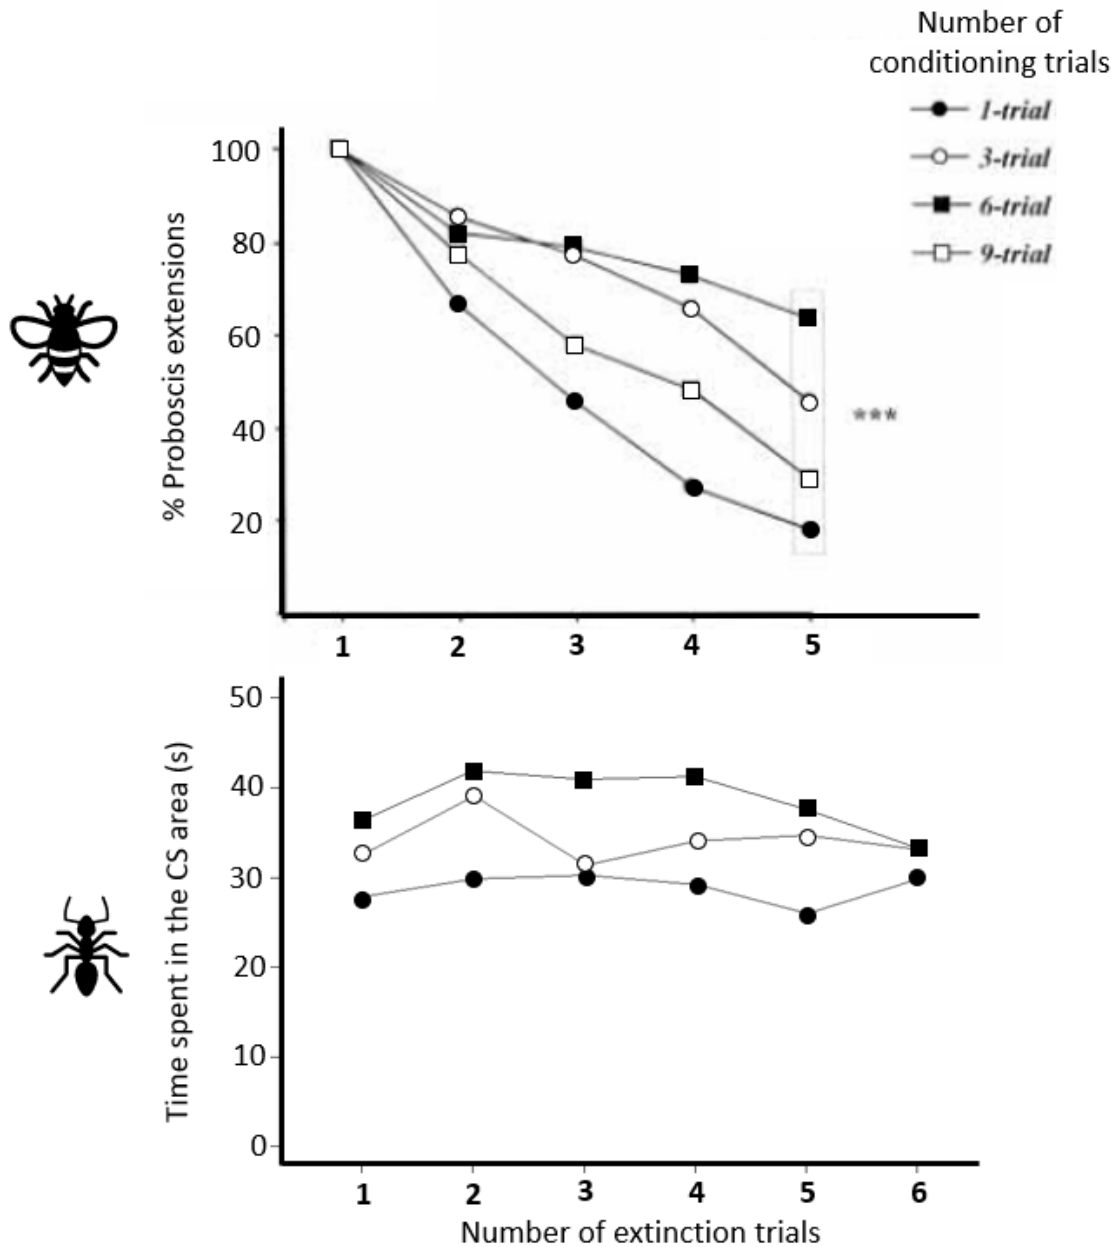 Number of
conditioning trials
1-trial
3-trial
6-trial
9-trial
% Proboscis extensions
100
80
60
40
20
***
1 2 3 4 5
Time spent in the CS area (s)
50
40
30
20
10
0
1 2 3 4 5 6
Number of extinction trials